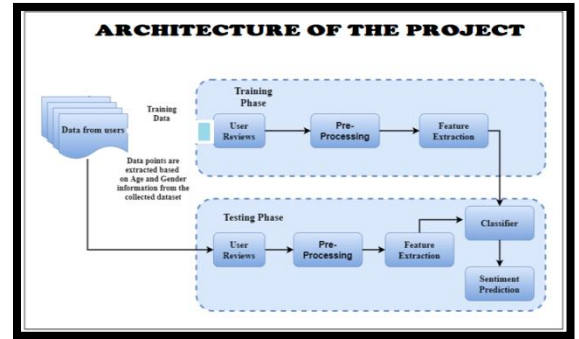 ARCHITECTURE OF THE PROJECT
Training
Phase
Training
Data
Data from users
User
Reviews
Pre-
Processing
Feature
Extraction
Data points are
extracted based
on Age and Gender
information from the
collected dataset
Testing Phase
User
Reviews
Pre-
Processing
Feature
Extraction
Classifier
Sentiment
Prediction